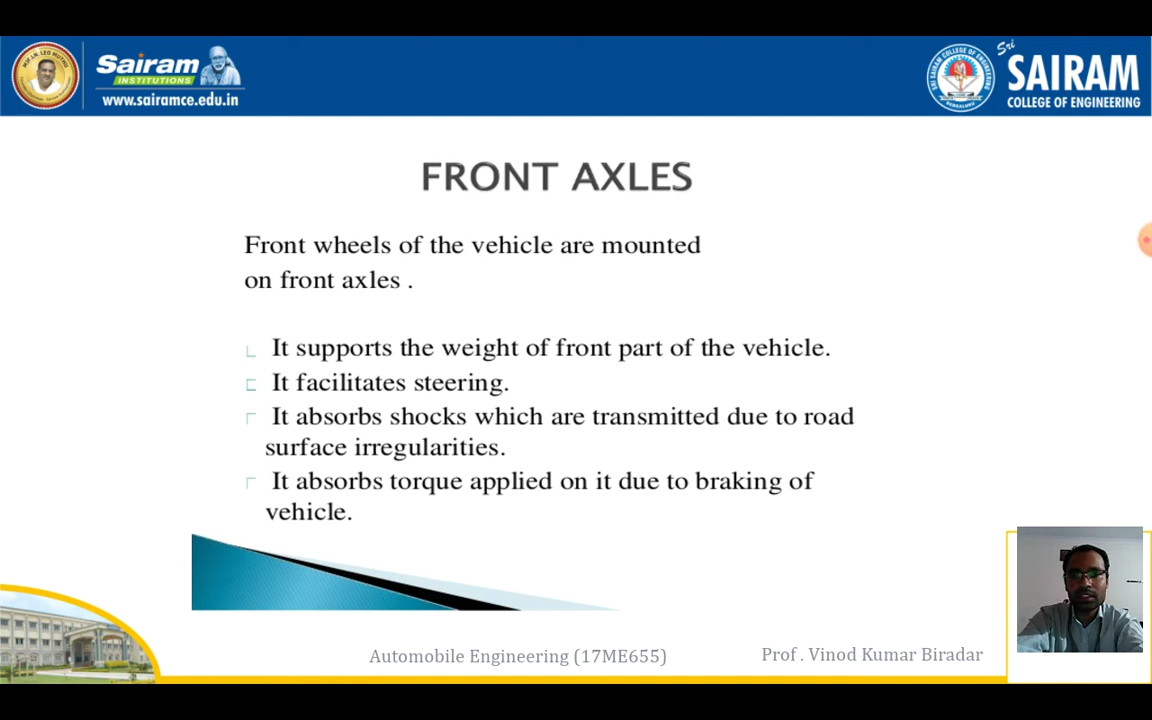 Sairam
INSTITUTIONS
www.sairamce.edu.in
Sri
SAIRAM
COLLEGE OF ENGINEERING
FRONT AXLES
Front wheels of the vehicle are mounted
on front axles .
It supports the weight of front part of the vehicle.
It facilitates steering.
It absorbs shocks which are transmitted due to road
surface irregularities.
It absorbs torque applied on it due to braking of
vehicle.
Automobile Engineering (17ME655)
Prof . Vinod Kumar Biradar